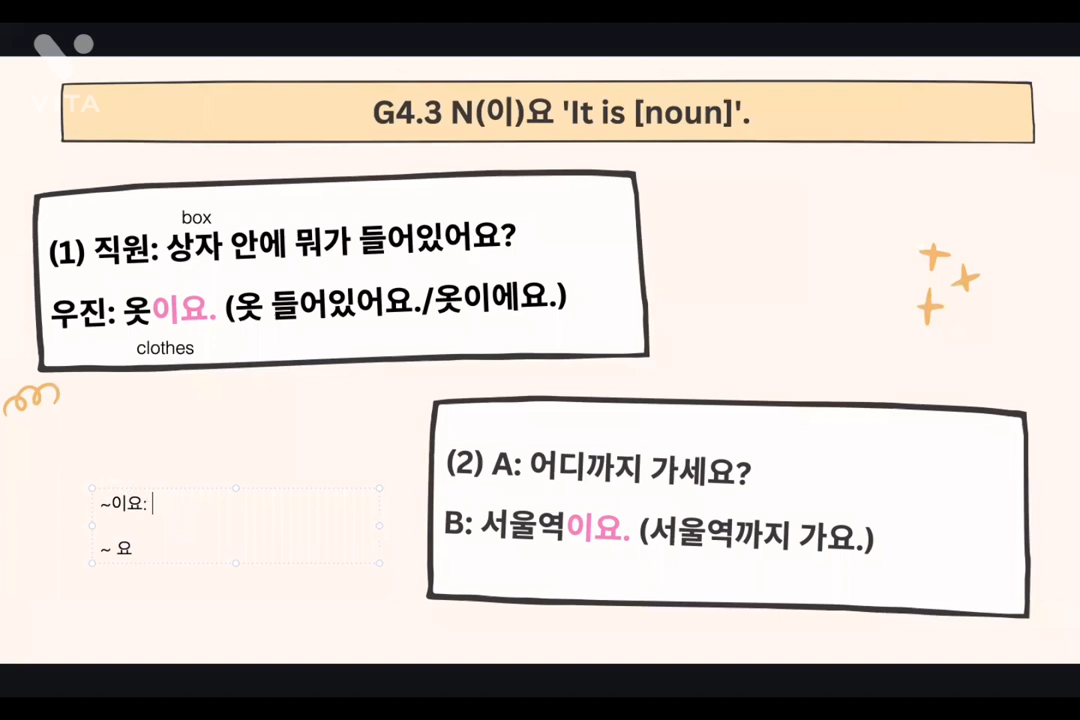 VITA
G4.3 N(이)요 'It is [noun]'.
box
(1) 직원: 상자 안에 뭐가 들어있어요?
우진: 옷이요. (옷 들어있어요./옷이에요.)
clothes
(2) A: 어디까지 가세요?
B: 서울역이요. (서울역까지 가요.)
~이요:
~ 요